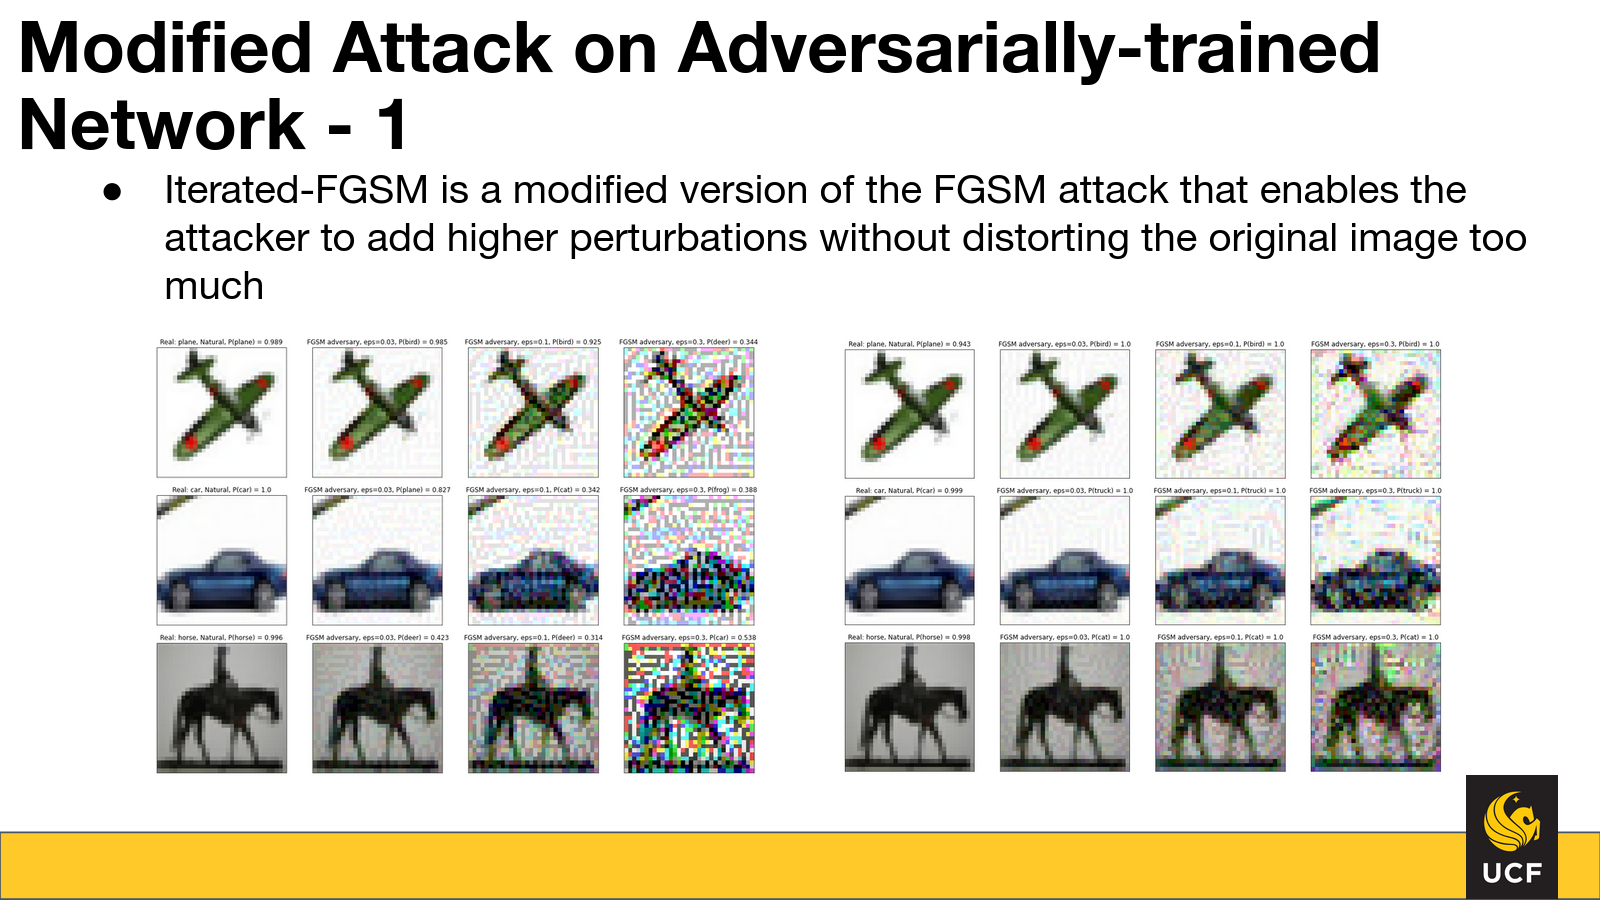 Modified Attack on Adversarially-trained
Network - 1
● Iterated-FGSM is a modified version of the FGSM attack that enables the
attacker to add higher perturbations without distorting the original image too
much
Real: plane, Natural, P(plane) = 0.989
FGSM adversary, eps=0.03, P(bird) = 0.985
FGSM adversary, eps=0.1, P(bird) = 0.925
FGSM adversary, eps=0.3, P(deer) = 0.344
Real: car, Natural, P(car) = 1.0
FGSM adversary, eps=0.03, P(plane) = 0.827
FGSM adversary, eps=0.1, P(cat) = 0.342
FGSM adversary, eps=0.3, P(frog) = 0.388
Real: horse, Natural, P(horse) = 0.996
FGSM adversary, eps=0.03, P(deer) = 0.423
FGSM adversary, eps=0.1, P(deer) = 0.314
FGSM adversary, eps=0.3, P(car) = 0.538
Real: plane, Natural, P(plane) = 0.943
FGSM adversary, eps=0.03, P(bird) = 1.0
FGSM adversary, eps=0.1, P(bird) = 1.0
FGSM adversary, eps=0.3, P(bird) = 1.0
Real: car, Natural, P(car) = 0.999
FGSM adversary, eps=0.03, P(truck) = 1.0
FGSM adversary, eps=0.1, P(truck) = 1.0
FGSM adversary, eps=0.3, P(truck) = 1.0
Real: horse, Natural, P(horse) = 0.998
FGSM adversary, eps=0.03, P(cat) = 1.0
FGSM adversary, eps=0.1, P(cat) = 1.0
FGSM adversary, eps=0.3, P(cat) = 1.0
UCF